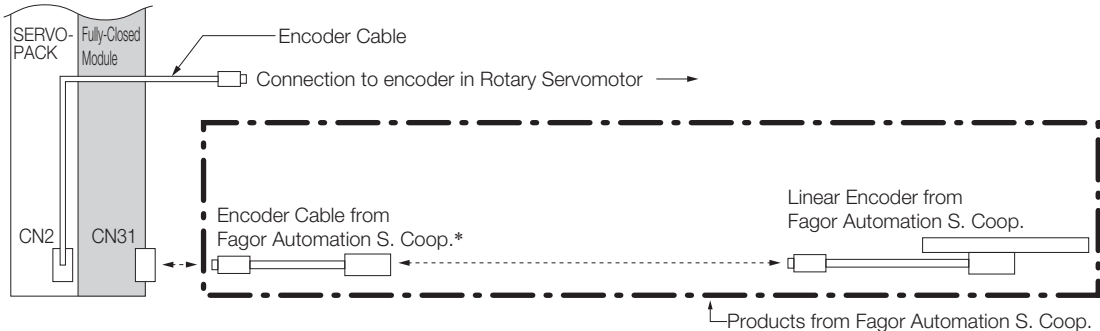 SERVO-
PACK
Fully-Closed
Module
Encoder Cable
Connection to encoder in Rotary Servomotor
Linear Encoder from
Fagor Automation S. Coop.
Encoder Cable from
Fagor Automation S. Coop.*
CN2
CN31
Products from Fagor Automation S. Coop.